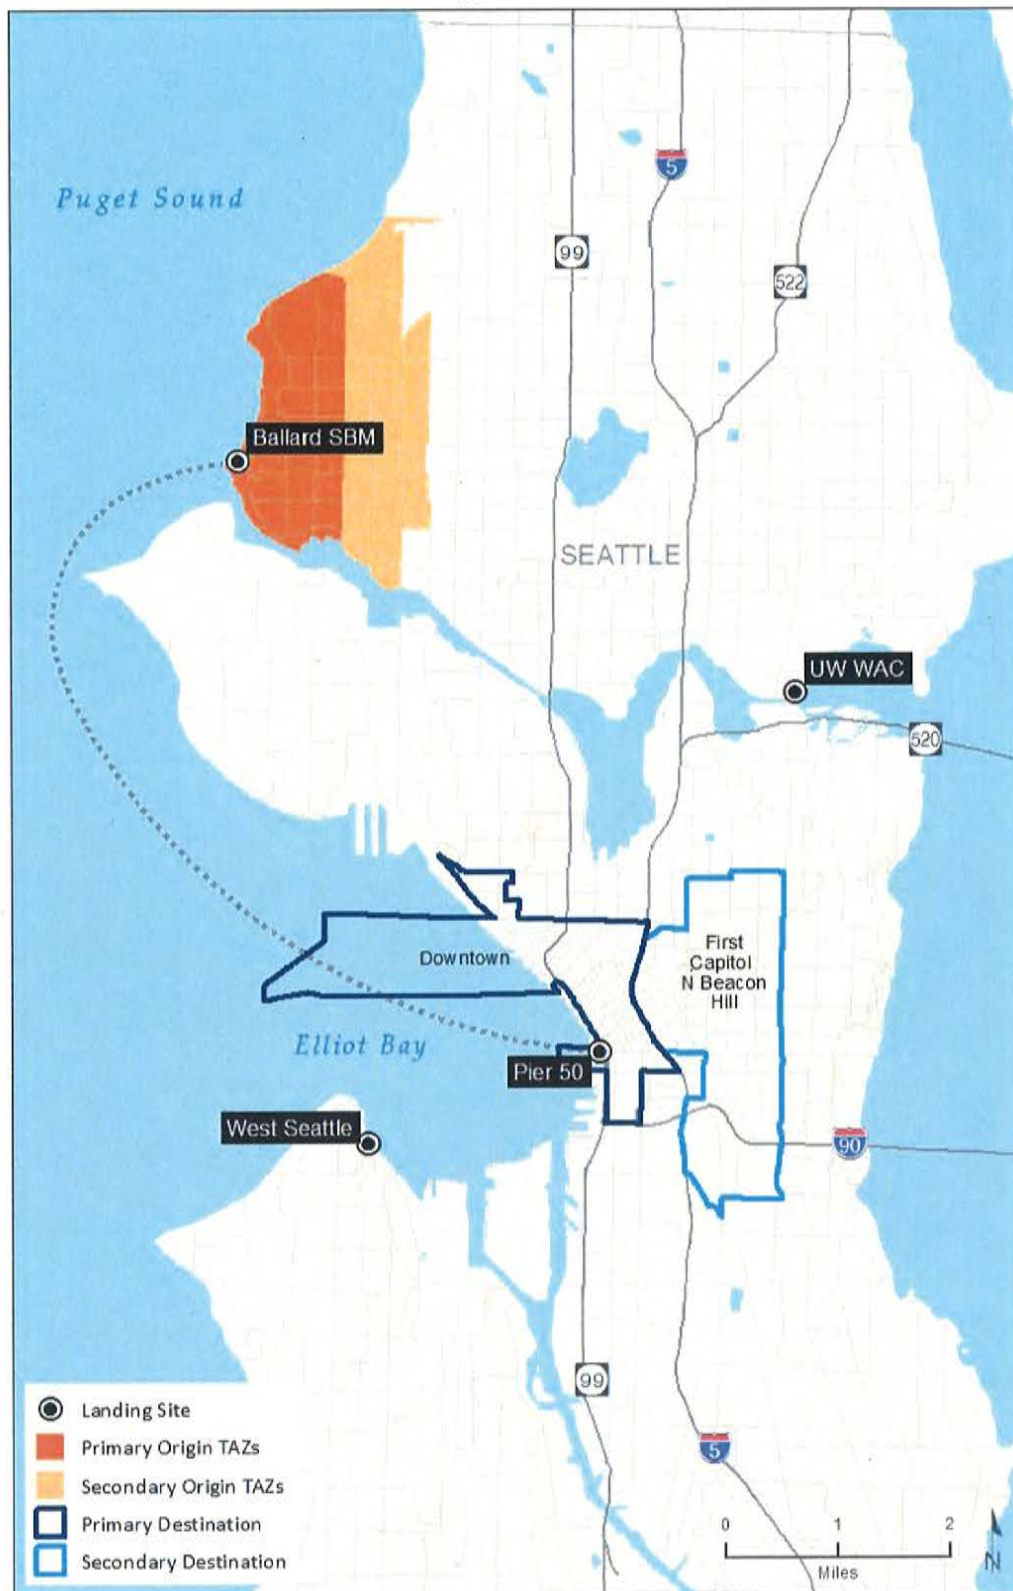 Puget Sound
5
99
522
Ballard SBM
SEATTLE
UW WAC
520
Downtown
First
Capitol
N Beacon
Hill
Elliot Bay
Pier 50
West Seattle
90
99
5
Landing Site
Primary Origin TAZs
Secondary Origin TAZs
Primary Destination
Secondary Destination
0 1 2
Miles
N